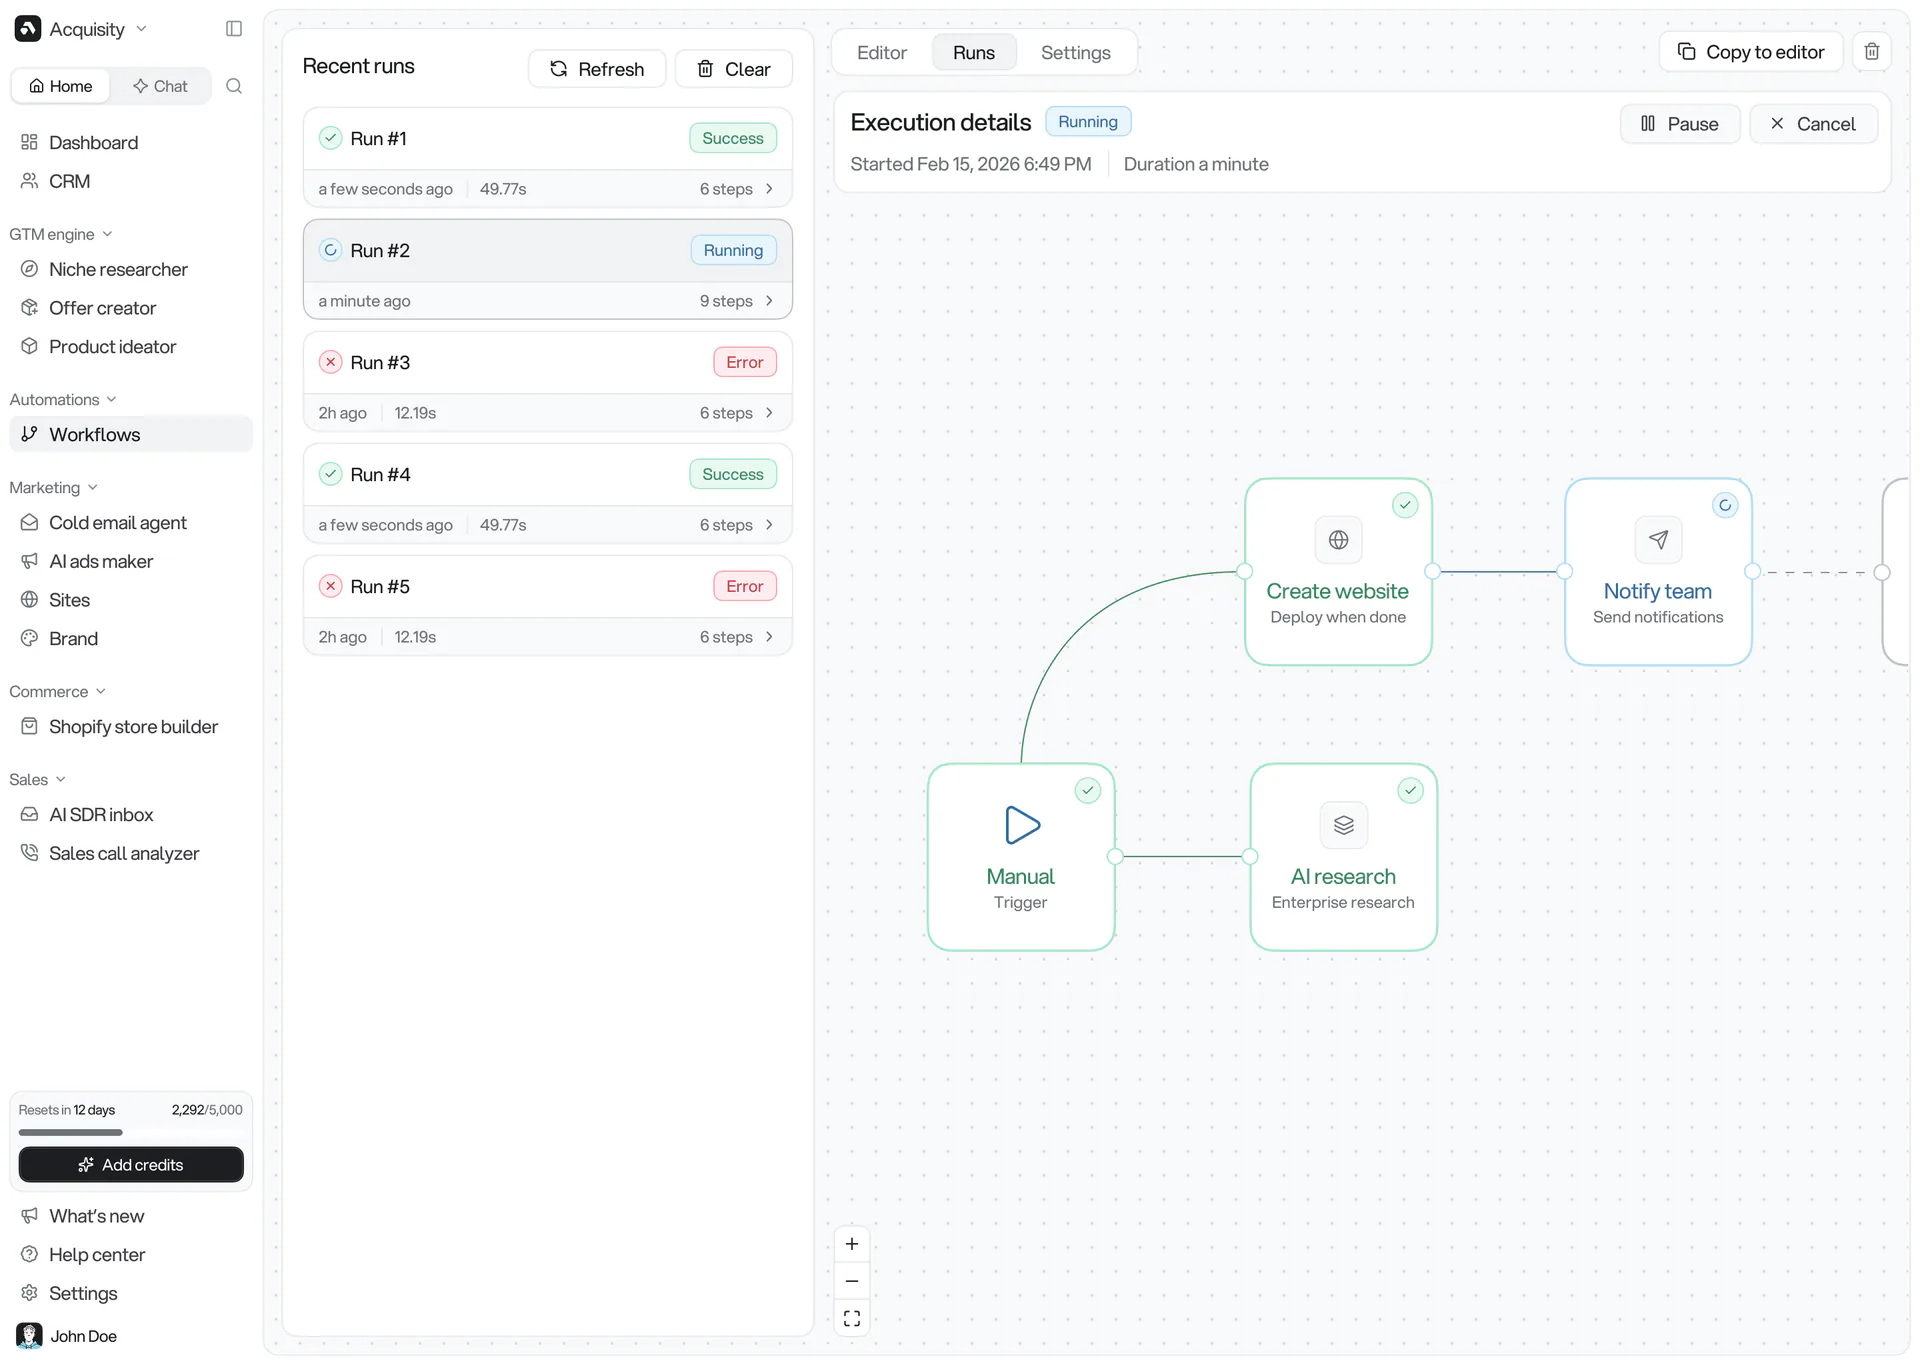 Acquisity
Home
Chat
Dashboard
CRM
GTM engine
Niche researcher
Offer creator
Product ideator
Automations
Workflows
Marketing
Cold email agent
AI ads maker
Sites
Brand
Commerce
Shopify store builder
Sales
AI SDR inbox
Sales call analyzer
Resets in 12 days 2,292/5,000
Add credits
What's new
Help center
Settings
John Doe
Recent runs
Refresh
Clear
Run #1 Success
a few seconds ago 49.77s 6 steps
Run #2 Running
a minute ago 9 steps
Run #3 Error
2h ago 12.19s 6 steps
Run #4 Success
a few seconds ago 49.77s 6 steps
Run #5 Error
2h ago 12.19s 6 steps
Editor Runs Settings
Copy to editor
Execution details Running
Pause
Cancel
Started Feb 15, 2026 6:49 PM Duration a minute
Create website
Deploy when done
Notify team
Send notifications
Manual
Trigger
AI research
Enterprise research